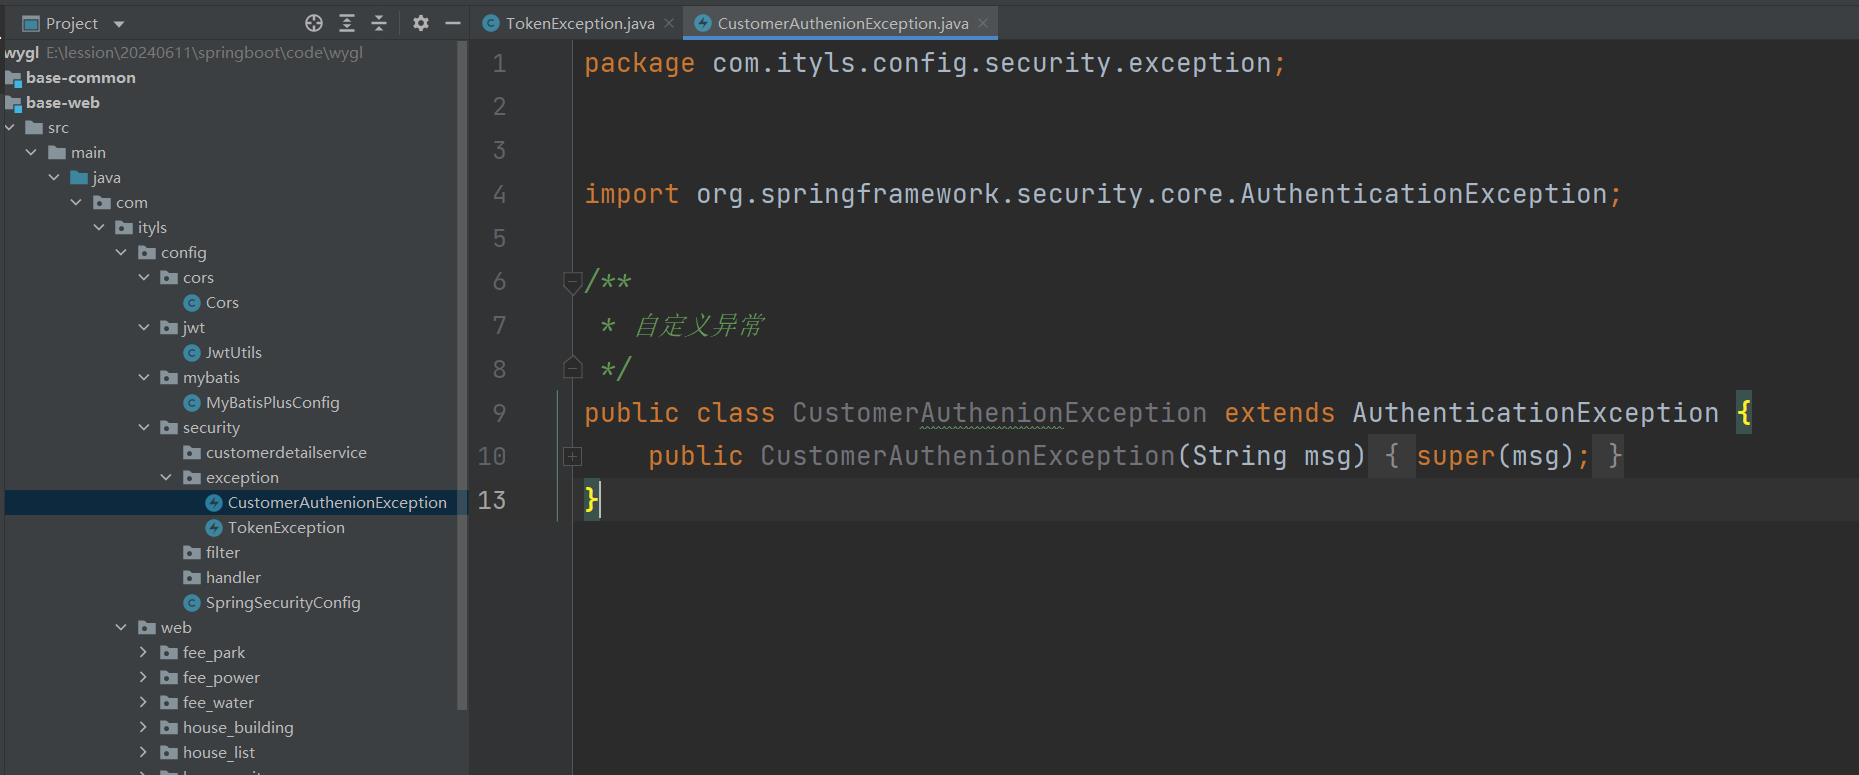 Project
TokenException.java
CustomerAuthenionException.java
wygl E:\lession\20240611\springboot\code\wygl
base-common
base-web
src
main
java
com
ityls
config
cors
Cors
jwt
JwtUtils
mybatis
MyBatisPlusConfig
security
customerdetailservice
exception
CustomerAuthenionException
TokenException
filter
handler
SpringSecurityConfig
web
fee_park
fee_power
fee_water
house_building
house_list
1 package com.ityls.config.security.exception;
2
3
4 import org.springframework.security.core.AuthenticationException;
5
6 /**
7 * 自定义异常
8 */
9 public class CustomerAuthenionException extends AuthenticationException {
10 public CustomerAuthenionException(String msg) { super(msg); }
13 }